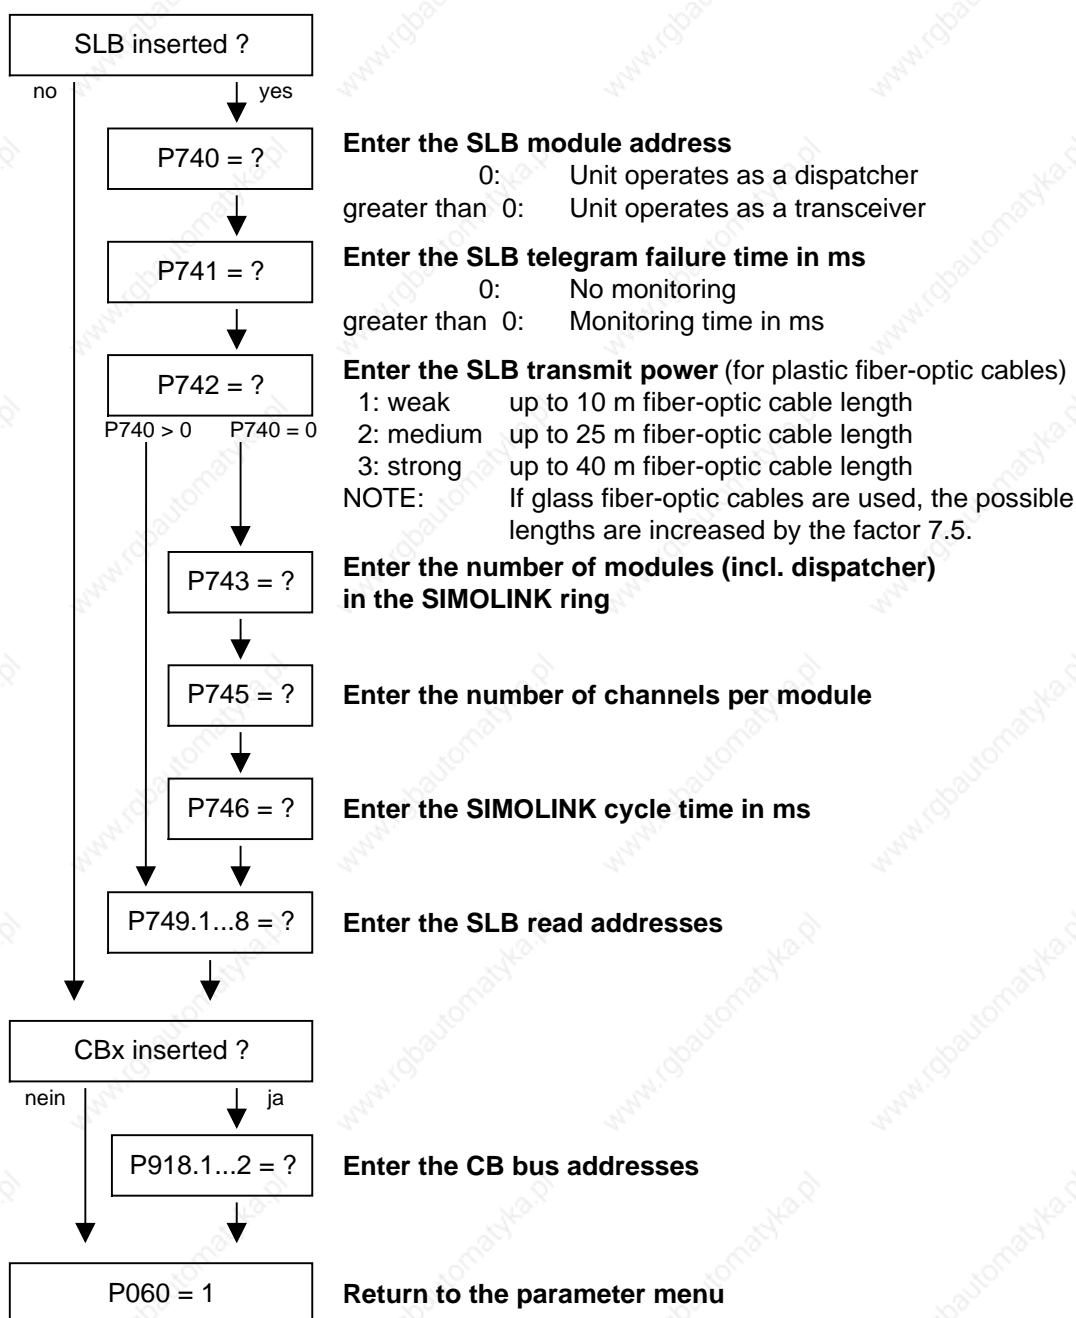 SLB inserted ?
no
yes
P740 = ?
Enter the SLB module address
0: Unit operates as a dispatcher
greater than 0: Unit operates as a transceiver
P741 = ?
Enter the SLB telegram failure time in ms
0: No monitoring
greater than 0: Monitoring time in ms
P742 = ?
Enter the SLB transmit power (for plastic fiber-optic cables)
1: weak up to 10 m fiber-optic cable length
P740 > 0 P740 = 0
2: medium up to 25 m fiber-optic cable length
3: strong up to 40 m fiber-optic cable length
NOTE: If glass fiber-optic cables are used, the possible
lengths are increased by the factor 7.5.
P743 = ?
Enter the number of modules (incl. dispatcher)
in the SIMOLINK ring
P745 = ?
Enter the number of channels per module
P746 = ?
Enter the SIMOLINK cycle time in ms
P749.1...8 = ?
Enter the SLB read addresses
CBx inserted ?
nein
ja
P918.1...2 = ?
Enter the CB bus addresses
P060 = 1
Return to the parameter menu
www.rgbautomatyka.pl